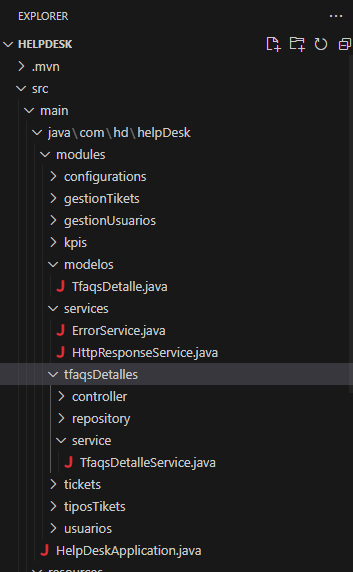 EXPLORER
HELPDESK
.mvn
src
main
java\com\hd\helpDesk
modules
configurations
gestionTikets
gestionUsuarios
kpis
modelos
J TfaqsDetalle.java
services
J ErrorService.java
J HttpResponseService.java
tfaqsDetalles
controller
repository
service
J TfaqsDetalleService.java
tickets
tiposTikets
usuarios
J HelpDeskApplication.java
resources